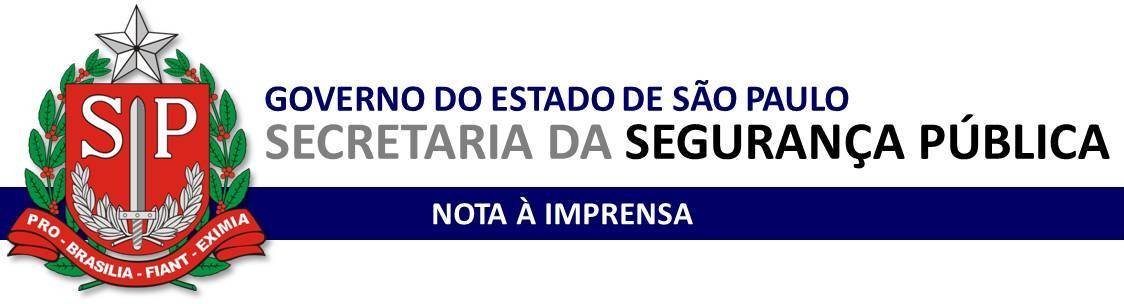 SP
PRO - BRASILIA - FIANT - EXIMIA
GOVERNO DO ESTADO DE SÃO PAULO
SECRETARIA DA SEGURANÇA PÚBLICA
NOTA À IMPRENSA